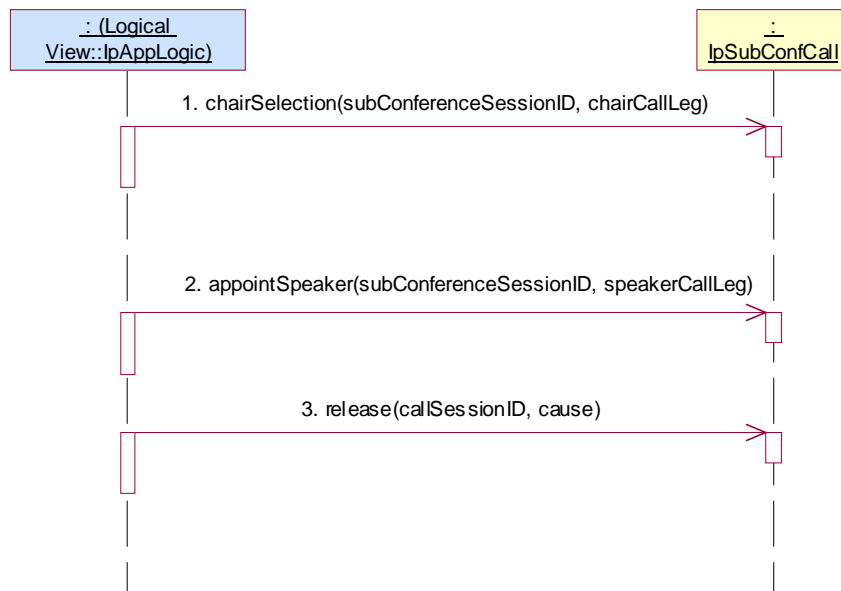 : (Logical
View::IpAppLogic)
:
IpSubConfCall
1. chairSelection(subConferenceSessionID, chairCallLeg)
2. appointSpeaker(subConferenceSessionID, speakerCallLeg)
3. release(callSessionID, cause)